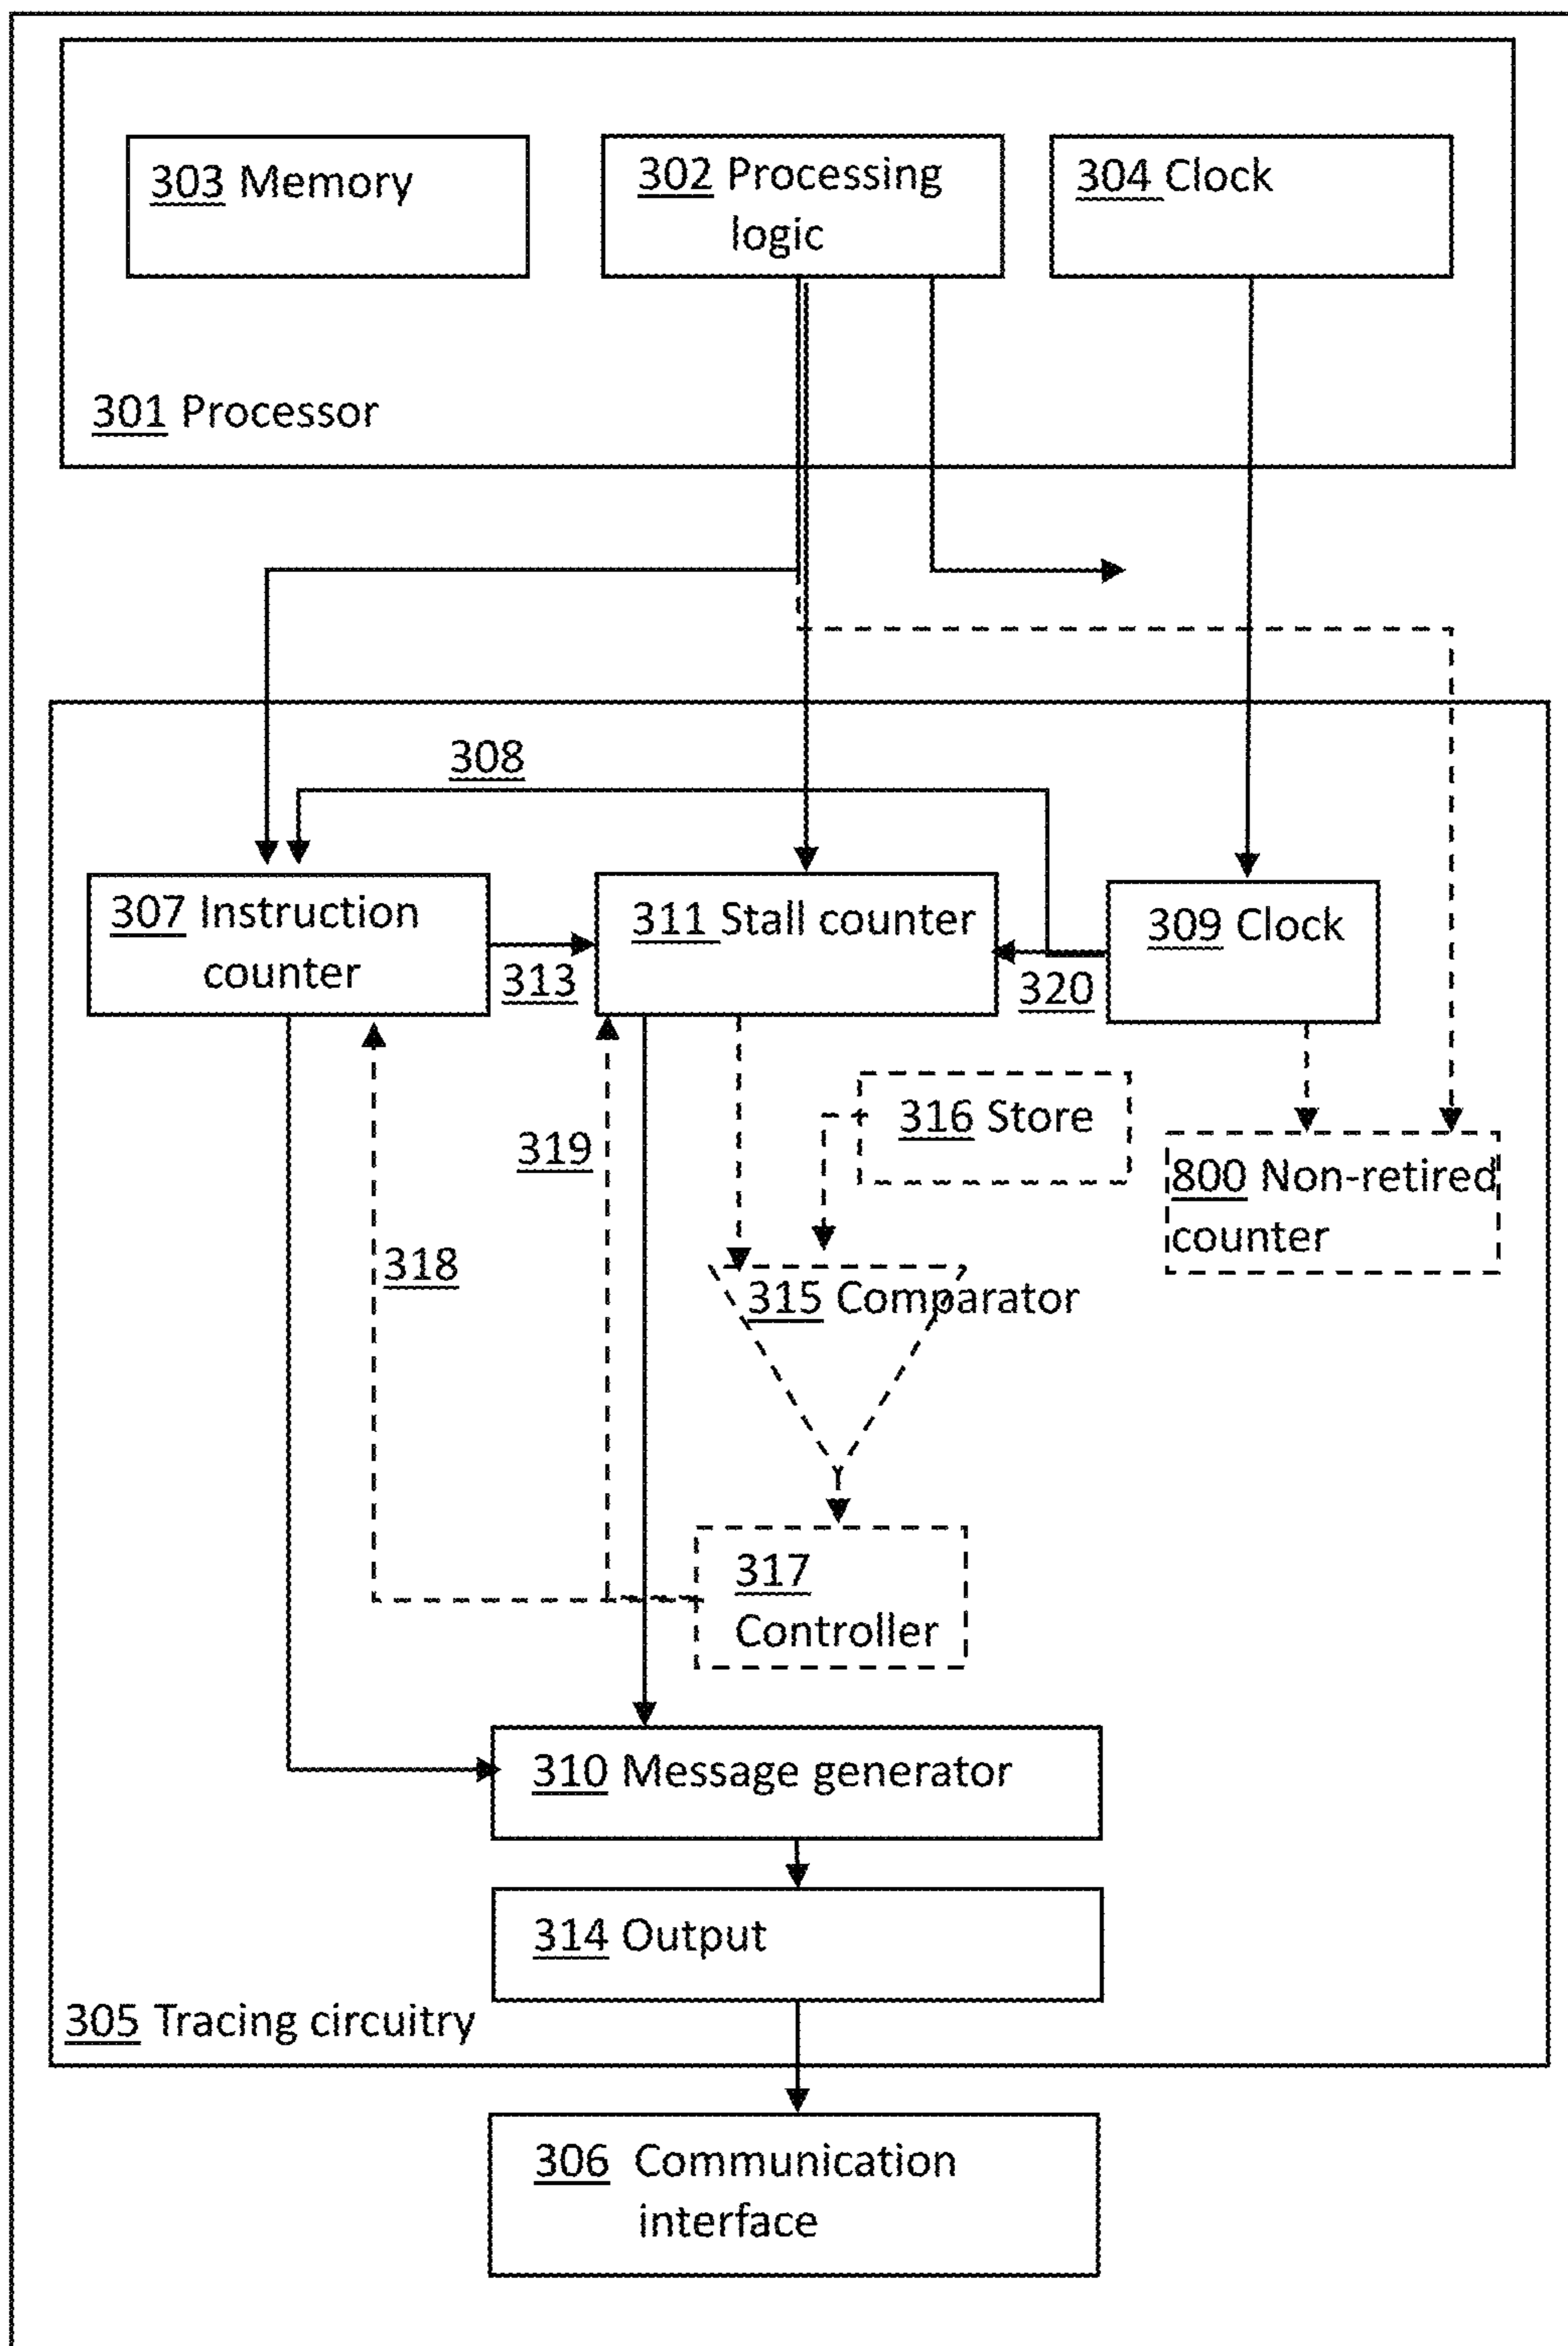 303 Memory
302 Processing
logic
304 Clock
301 Processor
308
307 Instruction
counter
313
311 Stall counter
320
309 Clock
316 Store
319
800 Non-retired
counter
318
315 Comparator
317
Controller
310 Message generator
314 Output
305 Tracing circuitry
306 Communication
interface